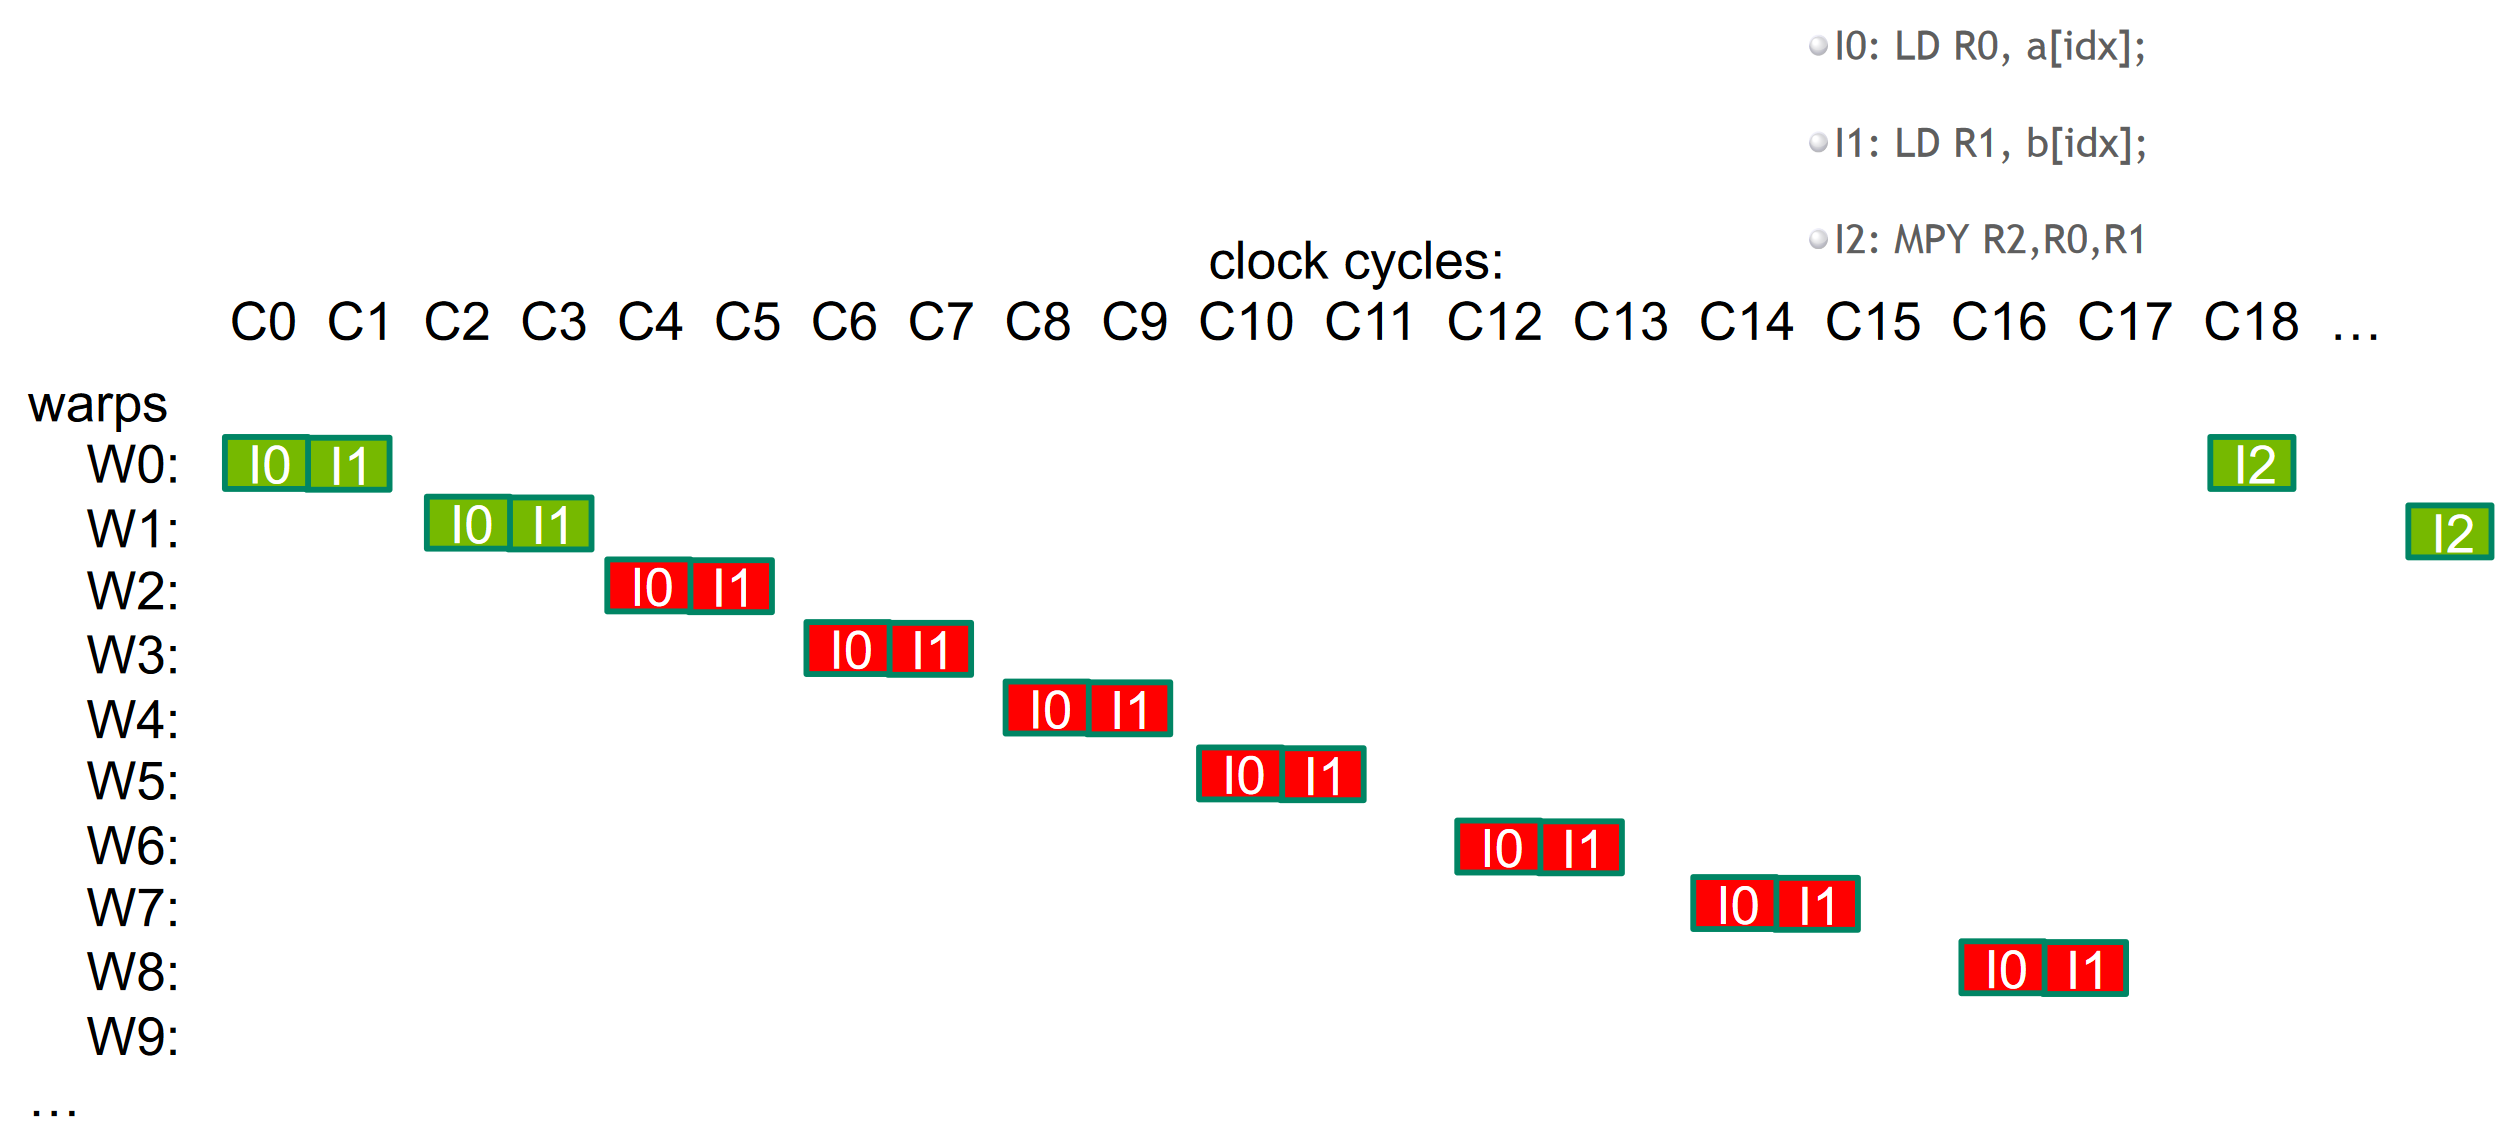 I0: LD R0, a[idx];
I1: LD R1, b[idx];
I2: MPY R2,R0,R1
clock cycles:
C0 C1 C2 C3 C4 C5 C6 C7 C8 C9 C10 C11 C12 C13 C14 C15 C16 C17 C18 …
warps
W0: I0 I1 I2
W1: I0 I1 I2
W2: I0 I1
W3: I0 I1
W4: I0 I1
W5: I0 I1
W6: I0 I1
W7: I0 I1
W8: I0 I1
W9:
…